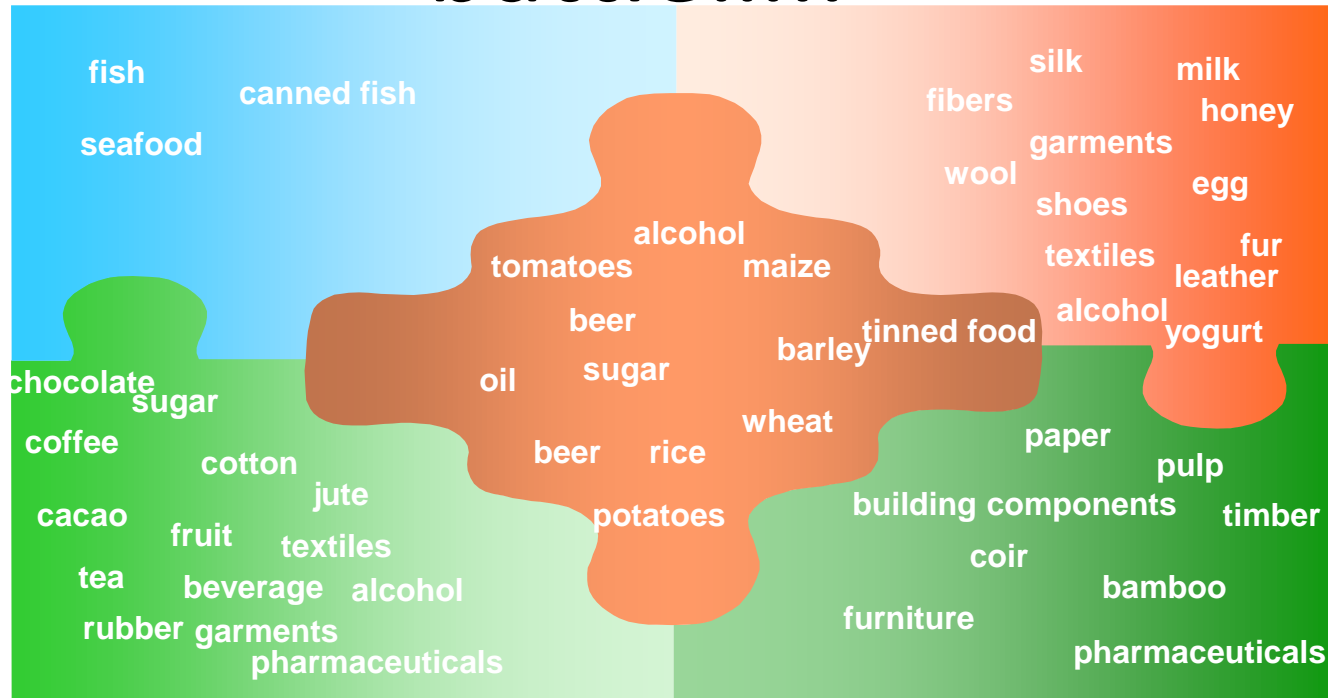 fish
canned fish
seafood
silk
milk
fibers
honey
garments
wool
egg
shoes
textiles
fur
leather
alcohol
yogurt
alcohol
tomatoes
maize
beer
barley
tinned food
oil
sugar
wheat
beer
rice
potatoes
chocolate
sugar
coffee
cotton
jute
cacao
fruit
textiles
tea
beverage
alcohol
rubber
garments
pharmaceuticals
paper
pulp
building components
timber
coir
bamboo
furniture
pharmaceuticals